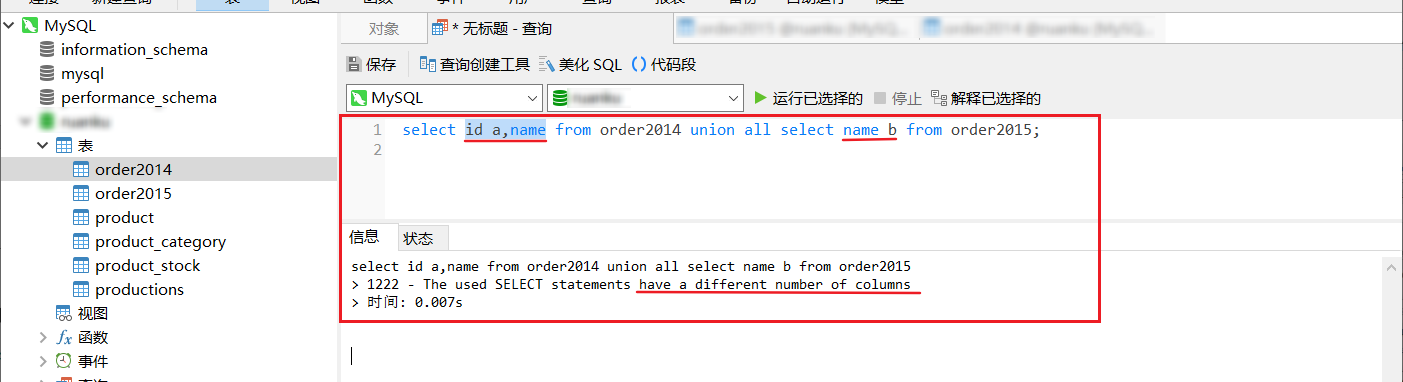 表
MySQL
information_schema
mysql
performance_schema
表
order2014
order2015
product
product_category
product_stock
productions
视图
函数
事件
对象
* 无标题 - 查询
保存
查询创建工具
美化 SQL
代码段
MySQL
运行已选择的
停止
解释已选择的
1 select id a,name from order2014 union all select name b from order2015;
2
信息
状态
select id a,name from order2014 union all select name b from order2015
> 1222 - The used SELECT statements have a different number of columns
> 时间: 0.007s